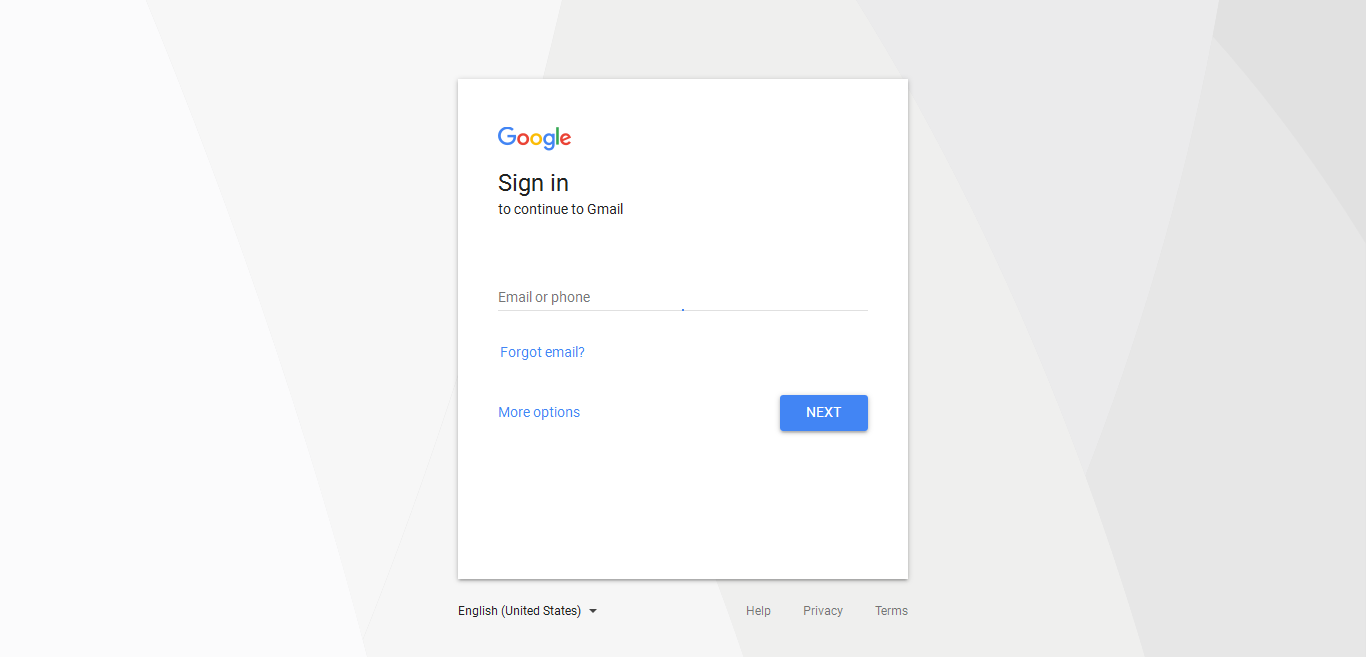 Google
Sign in
to continue to Gmail
Email or phone
Forgot email?
More options
NEXT
English (United States)
Help
Privacy
Terms